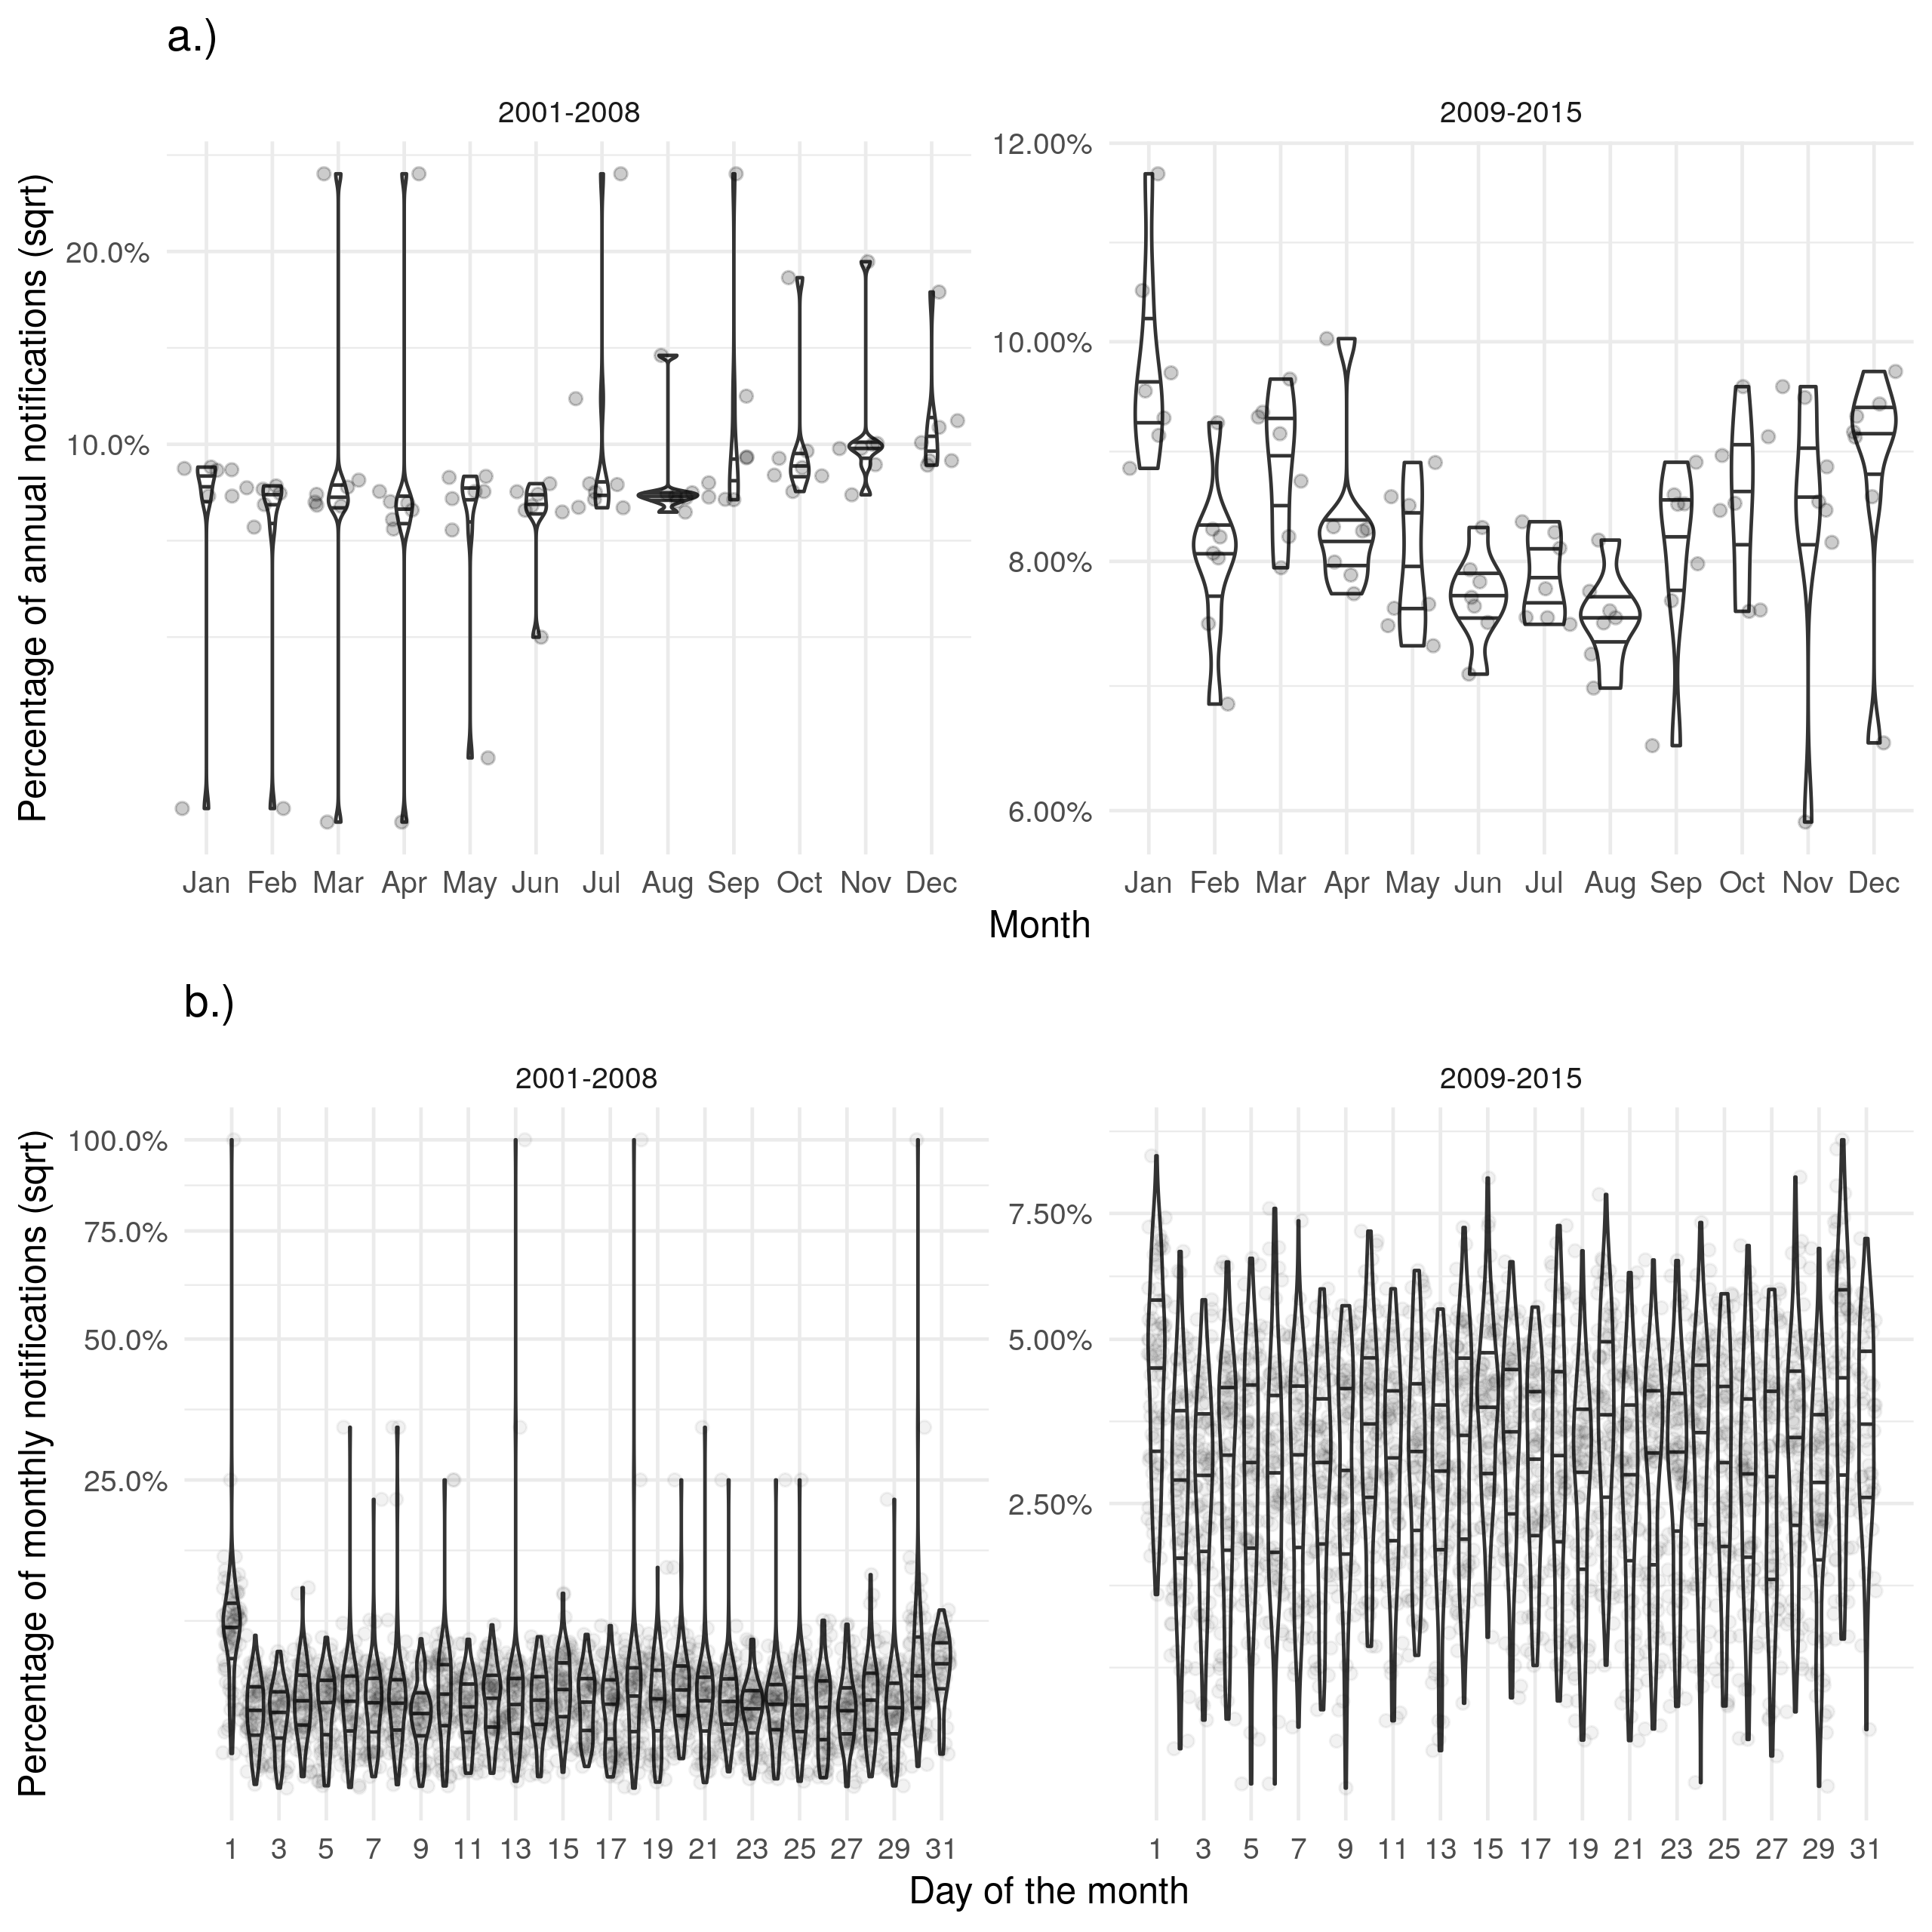 a.)
2001-2008
2009-2015
Percentage of annual notifications (sqrt)
20.0%
10.0%
12.00%
10.00%
8.00%
6.00%
Jan Feb Mar Apr May Jun Jul Aug Sep Oct Nov Dec
Jan Feb Mar Apr May Jun Jul Aug Sep Oct Nov Dec
Month
b.)
2001-2008
2009-2015
Percentage of monthly notifications (sqrt)
100.0%
75.0%
50.0%
25.0%
7.50%
5.00%
2.50%
1 3 5 7 9 11 13 15 17 19 21 23 25 27 29 31
1 3 5 7 9 11 13 15 17 19 21 23 25 27 29 31
Day of the month